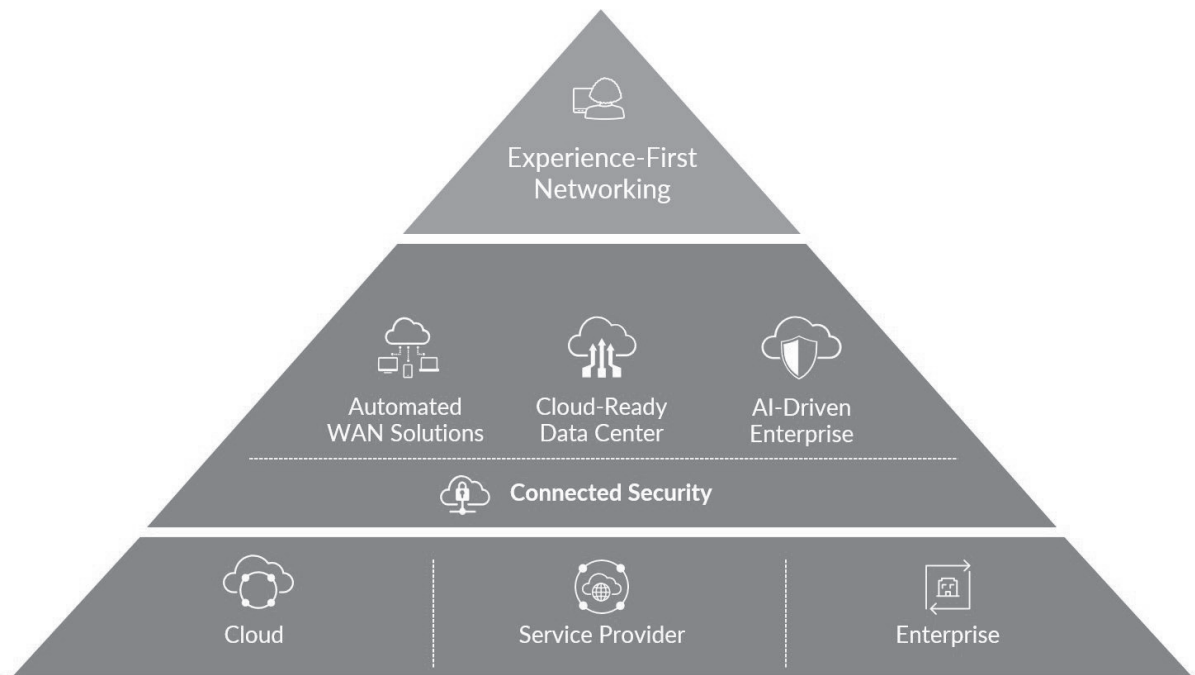 Experience-First
Networking
Automated
WAN Solutions
Cloud-Ready
Data Center
AI-Driven
Enterprise
Connected Security
Cloud
Service Provider
Enterprise